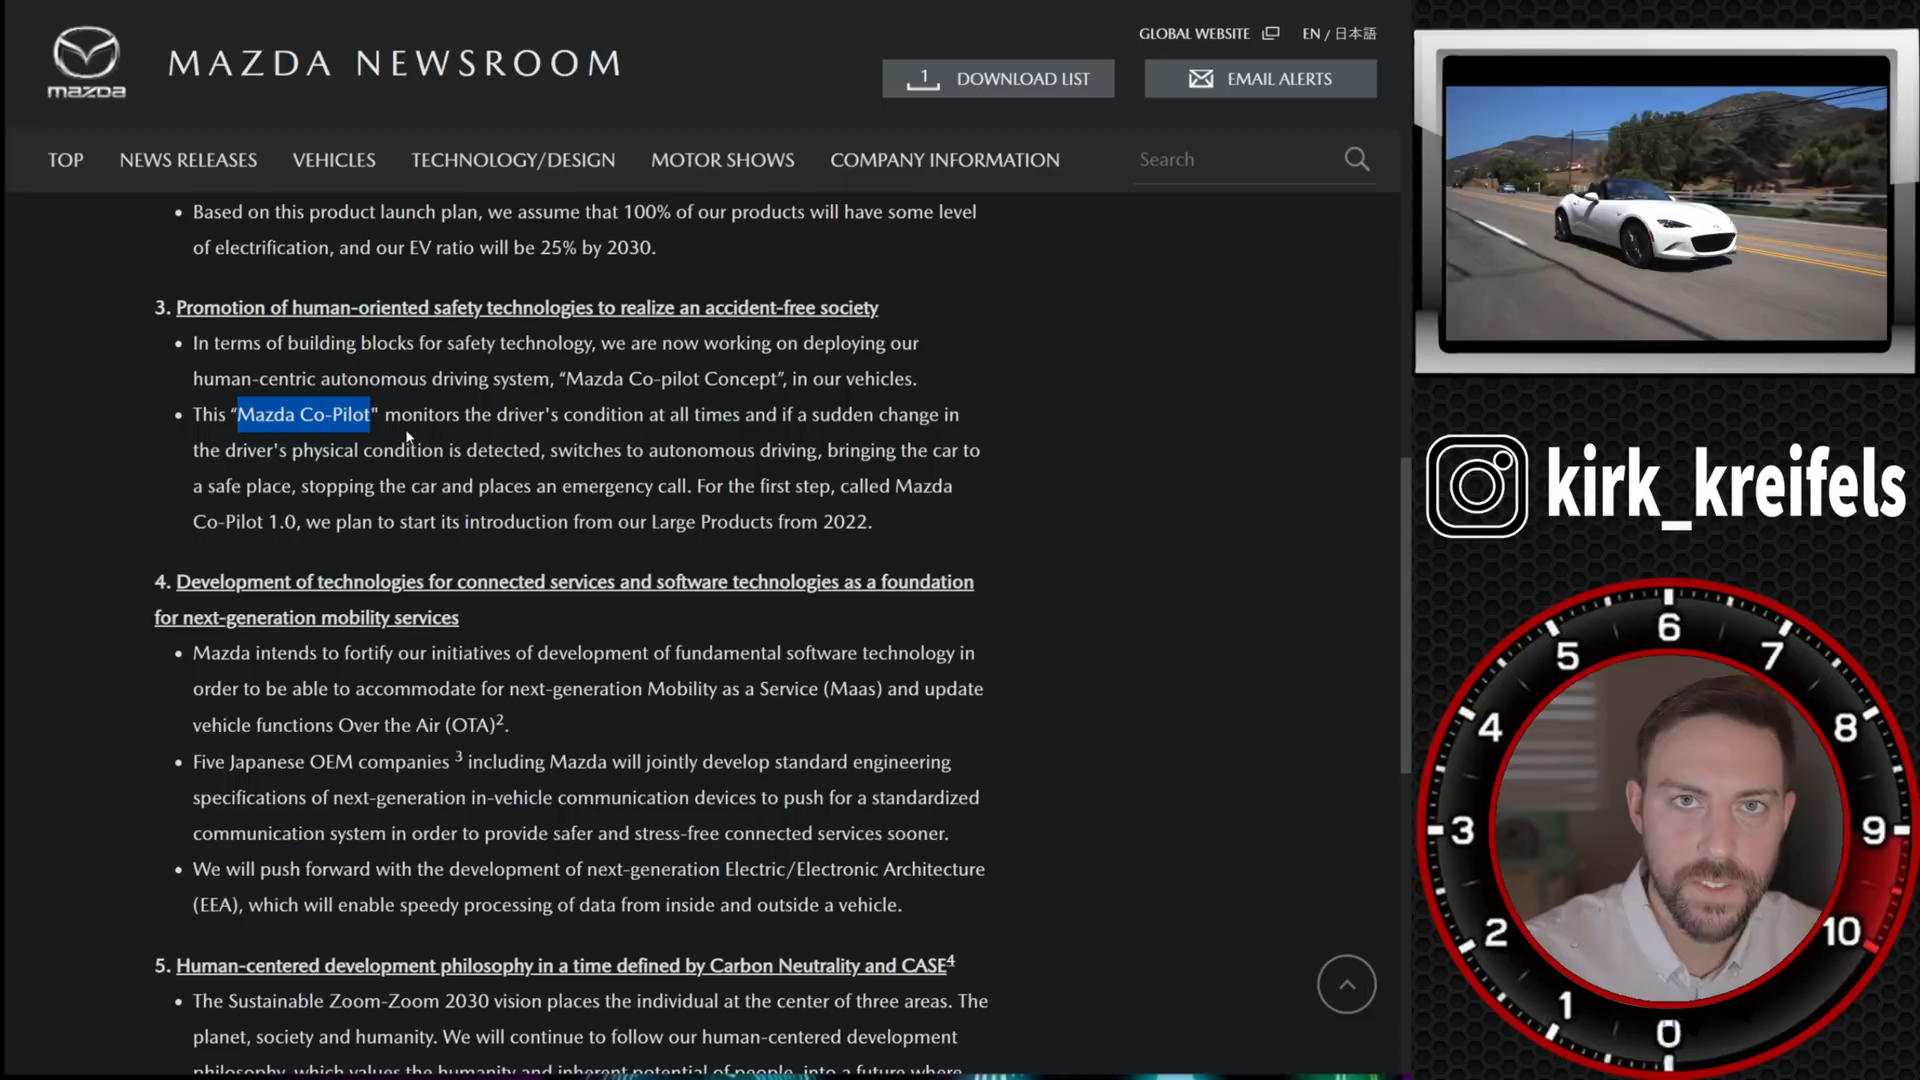 GLOBAL WEBSITE EN / 日本語
mazda
MAZDA NEWSROOM
1 DOWNLOAD LIST
EMAIL ALERTS
TOP NEWS RELEASES VEHICLES TECHNOLOGY/DESIGN MOTOR SHOWS COMPANY INFORMATION Search
• Based on this product launch plan, we assume that 100% of our products will have some level
of electrification, and our EV ratio will be 25% by 2030.
3. Promotion of human-oriented safety technologies to realize an accident-free society
• In terms of building blocks for safety technology, we are now working on deploying our
human-centric autonomous driving system, “Mazda Co-pilot Concept”, in our vehicles.
• This “Mazda Co-Pilot" monitors the driver's condition at all times and if a sudden change in
the driver's physical condition is detected, switches to autonomous driving, bringing the car to
a safe place, stopping the car and places an emergency call. For the first step, called Mazda
Co-Pilot 1.0, we plan to start its introduction from our Large Products from 2022.
4. Development of technologies for connected services and software technologies as a foundation
for next-generation mobility services
• Mazda intends to fortify our initiatives of development of fundamental software technology in
order to be able to accommodate for next-generation Mobility as a Service (Maas) and update
vehicle functions Over the Air (OTA)2.
• Five Japanese OEM companies 3 including Mazda will jointly develop standard engineering
specifications of next-generation in-vehicle communication devices to push for a standardized
communication system in order to provide safer and stress-free connected services sooner.
• We will push forward with the development of next-generation Electric/Electronic Architecture
(EEA), which will enable speedy processing of data from inside and outside a vehicle.
5. Human-centered development philosophy in a time defined by Carbon Neutrality and CASE4
• The Sustainable Zoom-Zoom 2030 vision places the individual at the center of three areas. The
planet, society and humanity. We will continue to follow our human-centered development
philosophy, which values the humanity and inherent potential of people, into a future where
kirk_kreifels
0
1
2
3
4
5
6
7
8
9
10